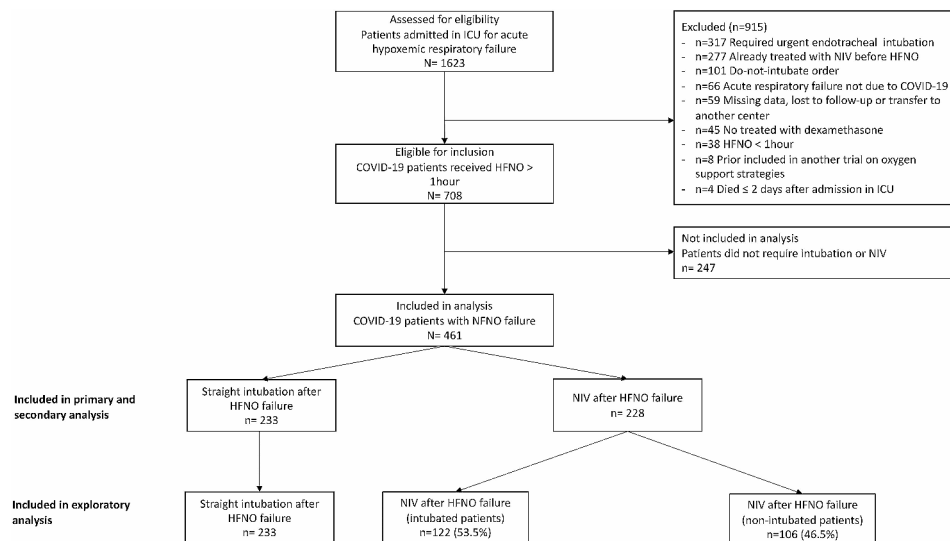 Assessed for eligibility
Patients admitted in ICU for acute
hypoxemic respiratory failure
N= 1623
Excluded (n=915)
- n=317 Required urgent endotracheal intubation
- n=277 Already treated with NIV before HFNO
- n=101 Do-not-intubate order
- n=66 Acute respiratory failure not due to COVID-19
- n=59 Missing data, lost to follow-up or transfer to
another center
- n=45 No treated with dexamethasone
- n=38 HFNO < 1hour
- n=8 Prior included in another trial on oxygen
support strategies
- n=4 Died ≤ 2 days after admission in ICU
Eligible for inclusion
COVID-19 patients received HFNO >
1hour
N= 708
Not included in analysis
Patients did not require intubation or NIV
n= 247
Included in analysis
COVID-19 patients with NFNO failure
N= 461
Included in primary and
secondary analysis
Straight intubation after
HFNO failure
n= 233
NIV after HFNO failure
n= 228
Included in exploratory
analysis
Straight intubation after
HFNO failure
n= 233
NIV after HFNO failure
(intubated patients)
n=122 (53.5%)
NIV after HFNO failure
(non-intubated patients)
n=106 (46.5%)